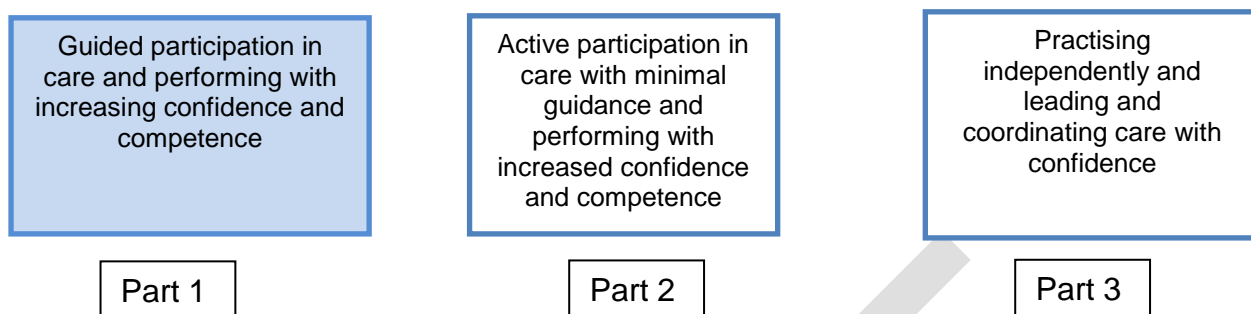 Guided participation in
care and performing with
increasing confidence and
competence
Active participation in
care with minimal
guidance and
performing with
increased confidence
and competence
Practising
independently and
leading and
coordinating care with
confidence
Part 1
Part 2
Part 3